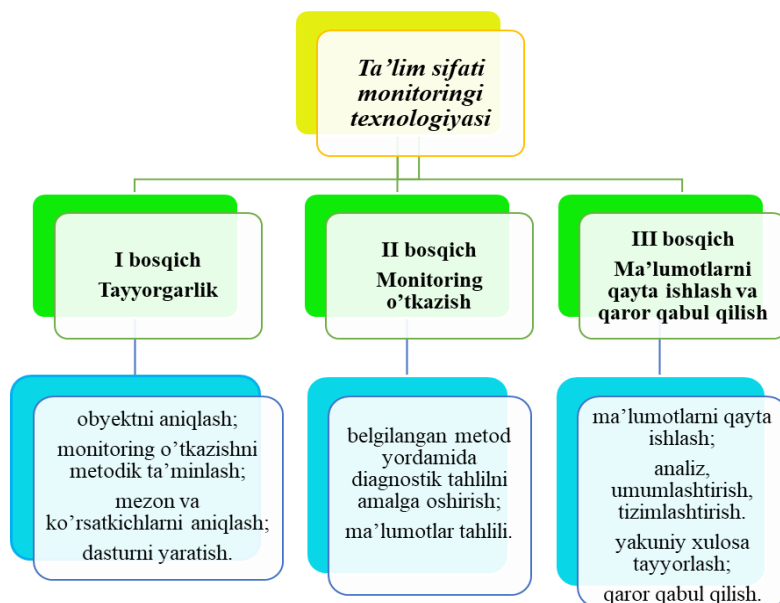 Ta’lim sifati
monitoringi
texnologiyasi
I bosqich
Tayyorgarlik
II bosqich
Monitoring
o’tkazish
III bosqich
Ma’lumotlarni
qayta ishlash va
qaror qabul qilish
obyektni aniqlash;
monitoring o’tkazishni
metodik ta’minlash;
mezon va
ko’rsatkichlarni aniqlash;
dasturni yaratish.
belgilangan metod
yordamida
diagnostik tahlilni
amalga oshirish;
ma’lumotlar tahlili.
ma’lumotlarni qayta
ishlash;
analiz,
umumlashtirish,
tizimlashtirish.
yakuniy xulosa
tayyorlash;
qaror qabul qilish.